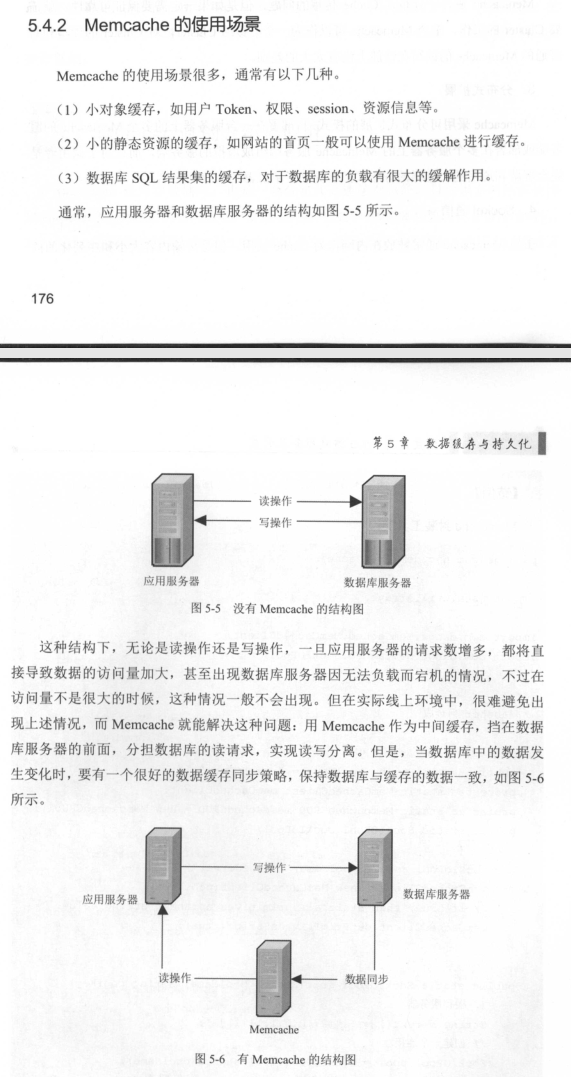 5.4.2 Memcache 的使用场景
Memcache 的使用场景很多，通常有以下几种。
（1）小对象缓存，如用户 Token、权限、session、资源信息等。
（2）小的静态资源的缓存，如网站的首页一般可以使用 Memcache 进行缓存。
（3）数据库 SQL 结果集的缓存，对于数据库的负载有很大的缓解作用。
通常，应用服务器和数据库服务器的结构如图 5-5 所示。
176
第 5 章 数据缓存与持久化
读操作
写操作
应用服务器
数据库服务器
图 5-5 没有 Memcache 的结构图
这种结构下，无论是读操作还是写操作，一旦应用服务器的请求数增多，都将直
接导致数据的访问量加大，甚至出现数据库服务器因无法负载而宕机的情况，不过在
访问量不是很大的时候，这种情况一般不会出现。但在实际线上环境中，很难避免出
现上述情况，而 Memcache 就能解决这种问题：用 Memcache 作为中间缓存，挡在数据
库服务器的前面，分担数据库的读请求，实现读写分离。但是，当数据库中的数据发
生变化时，要有一个很好的数据缓存同步策略，保持数据库与缓存的数据一致，如图 5-6
所示。
写操作
应用服务器
数据库服务器
读操作
数据同步
Memcache
图 5-6 有 Memcache 的结构图